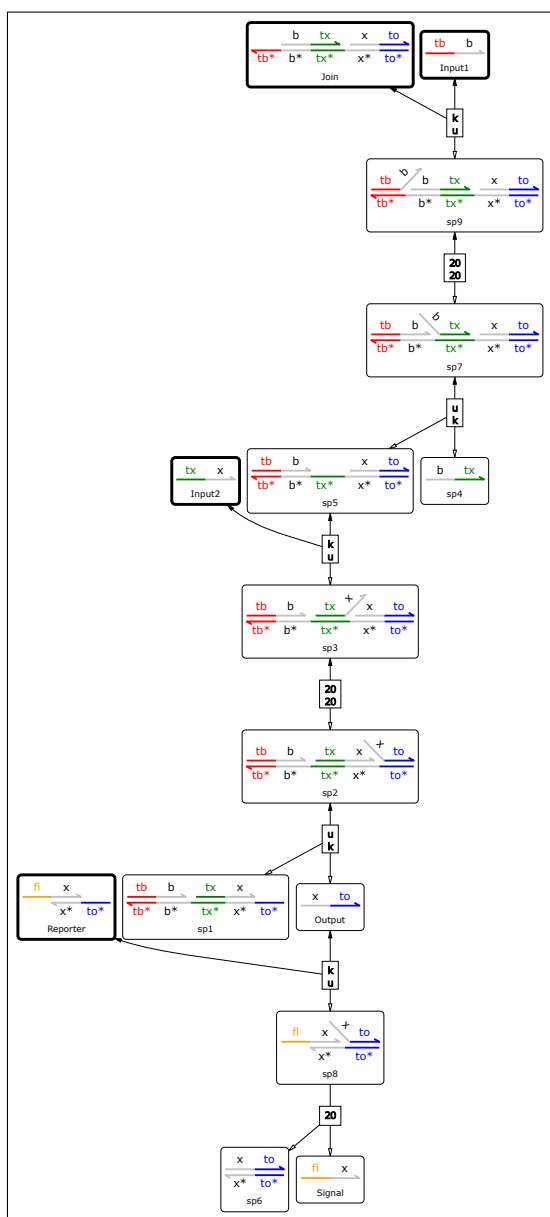 b tx x to
tb* b* tx* x* to*
Join
tb b
Input1
k
u
tb b b tx x to
tb* b* tx* x* to*
sp9
20
20
tb b b tx x to
tb* b* tx* x* to*
sp7
u
k
tx x
Input2
tb b x to
tb* b* tx* x* to*
sp5
b tx
sp4
k
u
tb b tx x x to
tb* b* tx* x* to*
sp3
20
20
tb b tx x x to
tb* b* tx* x* to*
sp2
u
k
fl x
x* to*
Reporter
tb b tx x
tb* b* tx* x* to*
sp1
x to
Output
k
u
fl x x to
x* to*
sp8
20
x to
x* to*
sp6
fl x
Signal